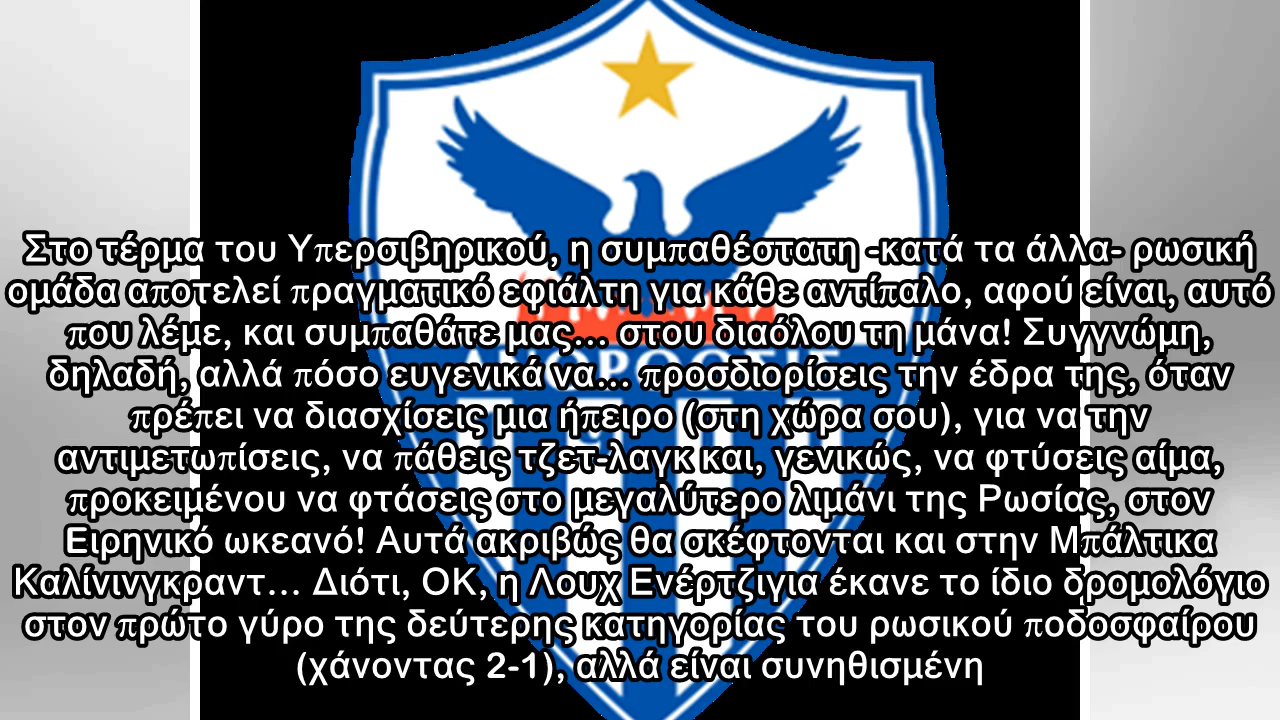 Στο τέρμα του Υπερσιβηρικού, η συμπαθέστατη -κατά τα άλλα- ρωσική
ομάδα αποτελεί πραγματικό εφιάλτη για κάθε αντίπαλο, αφού είναι, αυτό
που λέμε, και συμπαθάτε μας... στου διαόλου τη μάνα! Συγγνώμη,
δηλαδή, αλλά πόσο ευγενικά να... προσδιορίσεις την έδρα της, όταν
πρέπει να διασχίσεις μια ήπειρο (στη χώρα σου), για να την
αντιμετωπίσεις, να πάθεις τζετ-λαγκ και, γενικώς, να φτύσεις αίμα,
προκειμένου να φτάσεις στο μεγαλύτερο λιμάνι της Ρωσίας, στον
Ειρηνικό ωκεανό! Αυτά ακριβώς θα σκέφτονται και στην Μπάλτικα
Καλίνινγκραντ... Διότι, ΟΚ, η Λουχ Ενέρτζιγια έκανε το ίδιο δρομολόγιο
στον πρώτο γύρο της δεύτερης κατηγορίας του ρωσικού ποδοσφαίρου
(χάνοντας 2-1), αλλά είναι συνηθισμένη